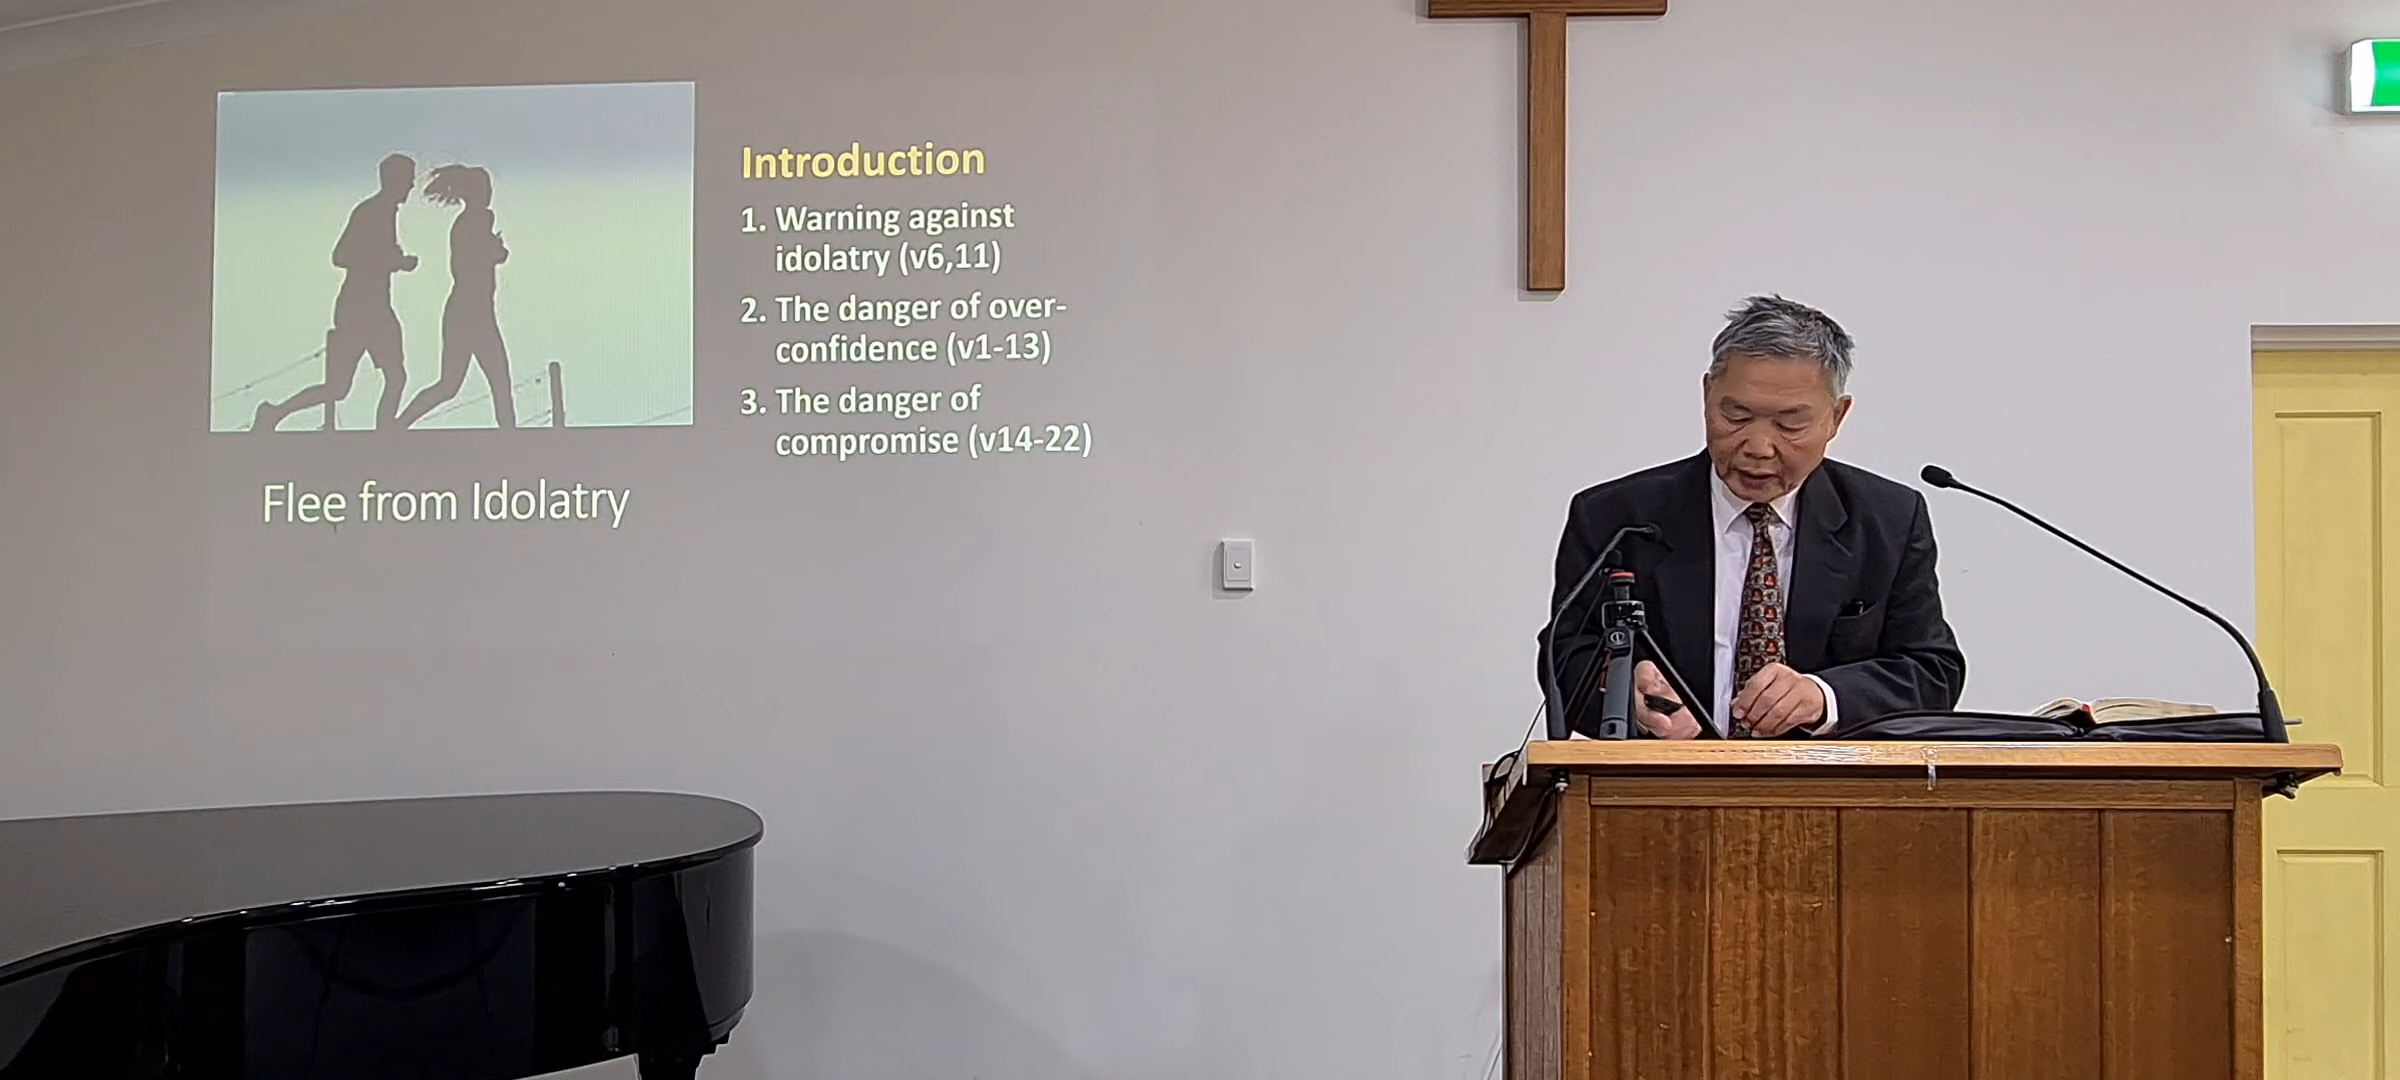 Introduction
1. Warning against
idolatry (v6,11)
2. The danger of over-
confidence (v1-13)
3. The danger of
compromise (v14-22)
Flee from Idolatry